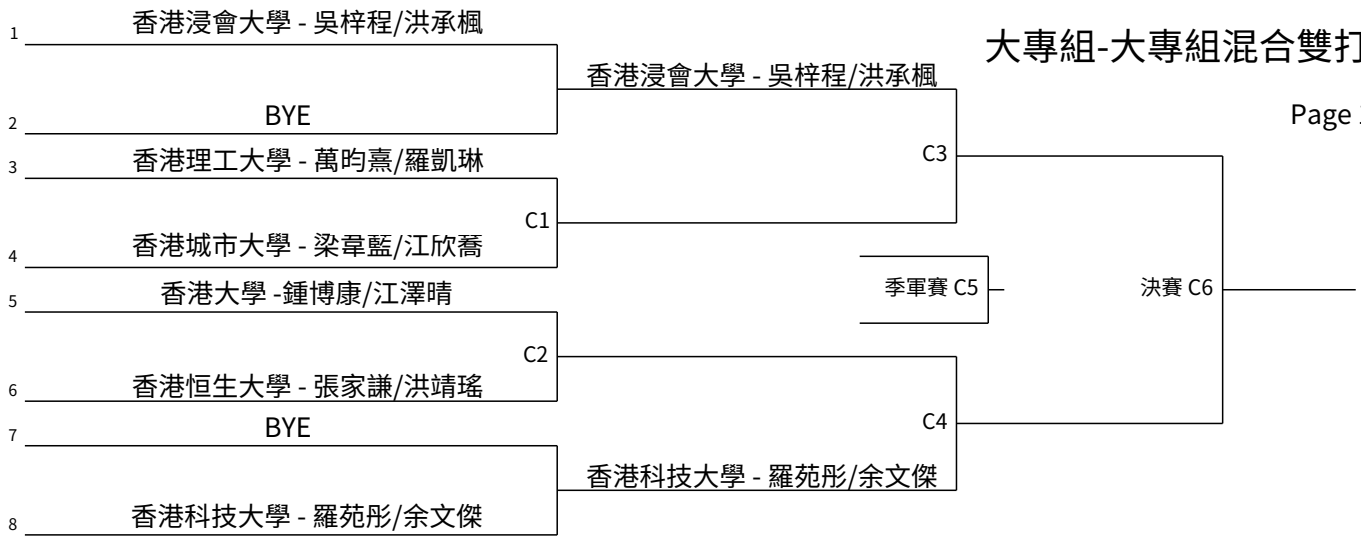 大專組-大專組混合雙打
Page
1 香港浸會大學 - 吳梓程/洪承楓
香港浸會大學 - 吳梓程/洪承楓
2 BYE
3 香港理工大學 - 萬昀熹/羅凱琳
C3
C1
4 香港城市大學 - 梁韋藍/江欣蕎
5 香港大學 -鍾博康/江澤晴
季軍賽 C5
決賽 C6
C2
6 香港恒生大學 - 張家謙/洪靖瑤
7 BYE
C4
香港科技大學 - 羅苑彤/余文傑
8 香港科技大學 - 羅苑彤/余文傑